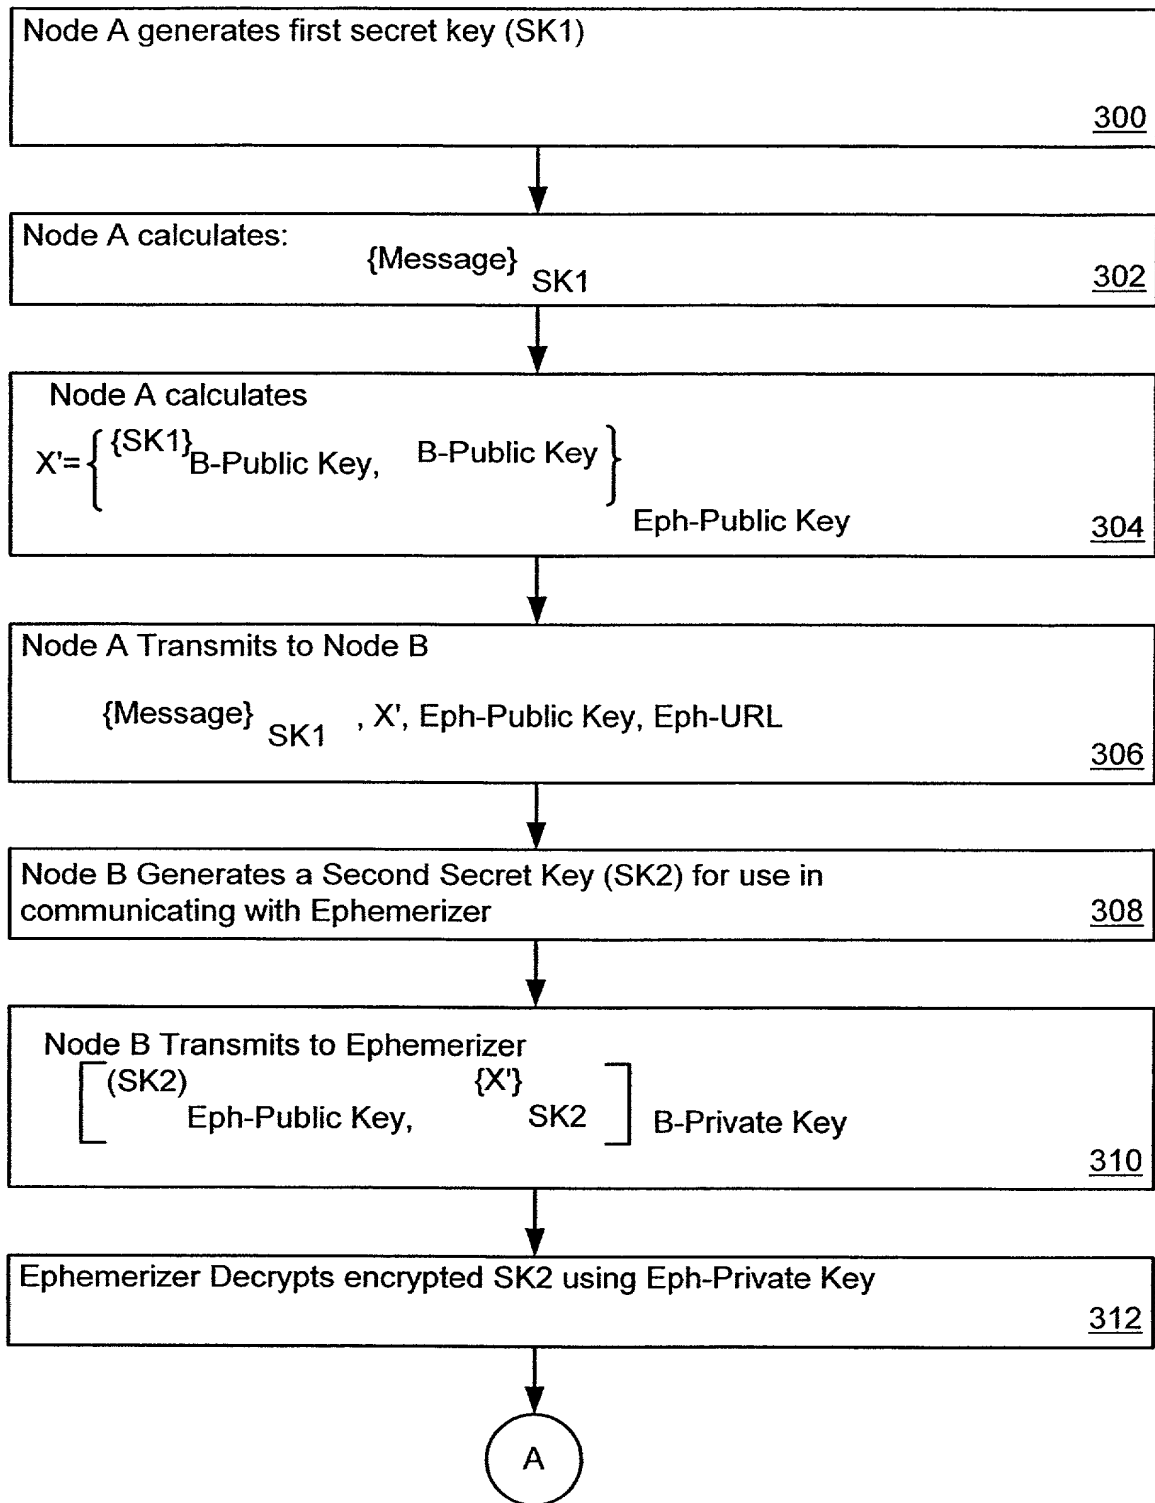 Node A generates first secret key (SK1)
300
Node A calculates:
{Message} SK1
302
Node A calculates
X'= { {SK1} B-Public Key, B-Public Key } Eph-Public Key
304
Node A Transmits to Node B
{Message} SK1 , X', Eph-Public Key, Eph-URL
306
Node B Generates a Second Secret Key (SK2) for use in
communicating with Ephemerizer
308
Node B Transmits to Ephemerizer
[ (SK2) Eph-Public Key, {X'} SK2 ] B-Private Key
310
Ephemerizer Decrypts encrypted SK2 using Eph-Private Key
312
A